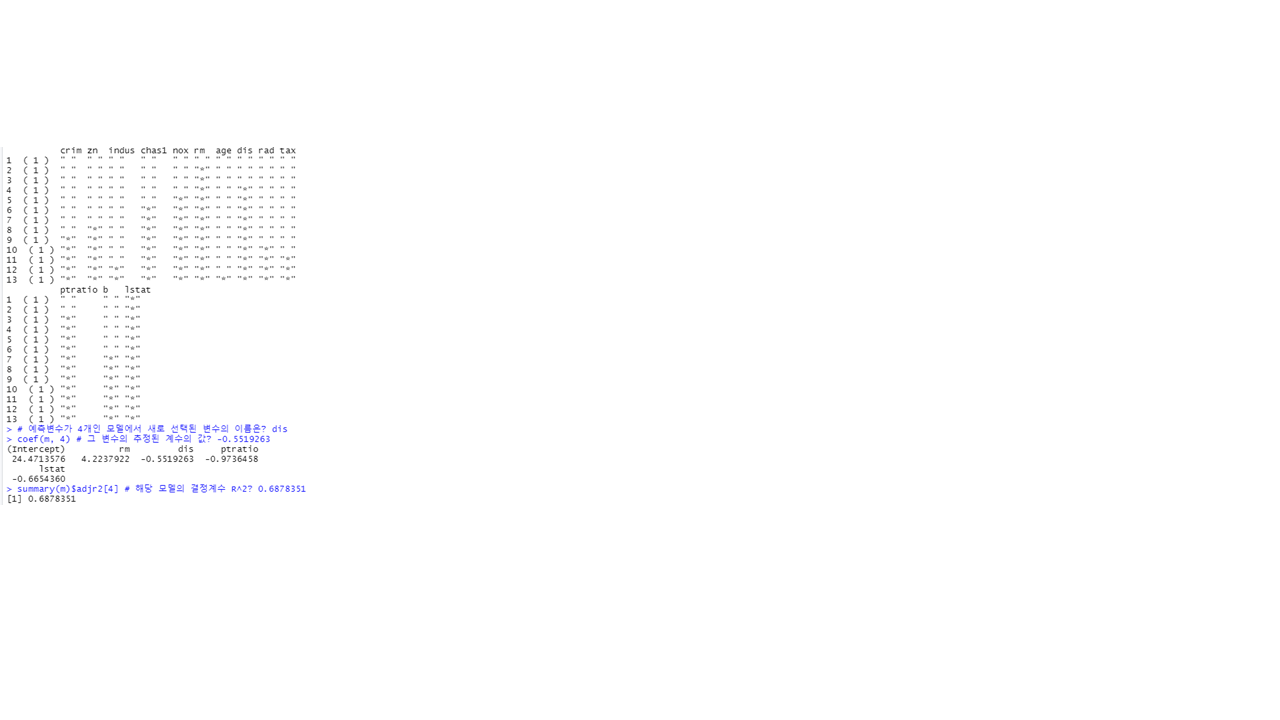 crim zn  indus chas1 nox rm  age dis rad tax
1  ( 1 )  " "  " " " "   " "   " " " " " " " " " " " "
2  ( 1 )  " "  " " " "   " "   " " "*" " " " " " " " "
3  ( 1 )  " "  " " " "   " "   " " "*" " " " " " " " "
4  ( 1 )  " "  " " " "   " "   " " "*" " " "*" " " " "
5  ( 1 )  " "  " " " "   " "   "*" "*" " " "*" " " " "
6  ( 1 )  " "  " " " "   "*"   "*" "*" " " "*" " " " "
7  ( 1 )  " "  " " " "   "*"   "*" "*" " " "*" " " " "
8  ( 1 )  " "  "*" " "   "*"   "*" "*" " " "*" " " " "
9  ( 1 )  "*"  "*" " "   "*"   "*" "*" " " "*" " " " "
10  ( 1 ) "*"  "*" " "   "*"   "*" "*" " " "*" "*" " "
11  ( 1 ) "*"  "*" " "   "*"   "*" "*" " " "*" "*" "*"
12  ( 1 ) "*"  "*" "*"   "*"   "*" "*" " " "*" "*" "*"
13  ( 1 ) "*"  "*" "*"   "*"   "*" "*" "*" "*" "*" "*"
          ptratio b   lstat
1  ( 1 )  " "     " " "*"
2  ( 1 )  " "     " " "*"
3  ( 1 )  "*"     " " "*"
4  ( 1 )  "*"     " " "*"
5  ( 1 )  "*"     " " "*"
6  ( 1 )  "*"     " " "*"
7  ( 1 )  "*"     "*" "*"
8  ( 1 )  "*"     "*" "*"
9  ( 1 )  "*"     "*" "*"
10  ( 1 ) "*"     "*" "*"
11  ( 1 ) "*"     "*" "*"
12  ( 1 ) "*"     "*" "*"
13  ( 1 ) "*"     "*" "*"
> # 예측변수가 4개인 모델에서 새로 선택된 변수의 이름은? dis
> coef(m, 4) # 그 변수의 추정된 계수의 값? -0.5519263
(Intercept)          rm         dis     ptratio
 24.4713576   4.2237922  -0.5519263  -0.9736458
      lstat
 -0.6654360
> summary(m)$adjr2[4] # 해당 모델의 결정계수 R^2? 0.6878351
[1] 0.6878351